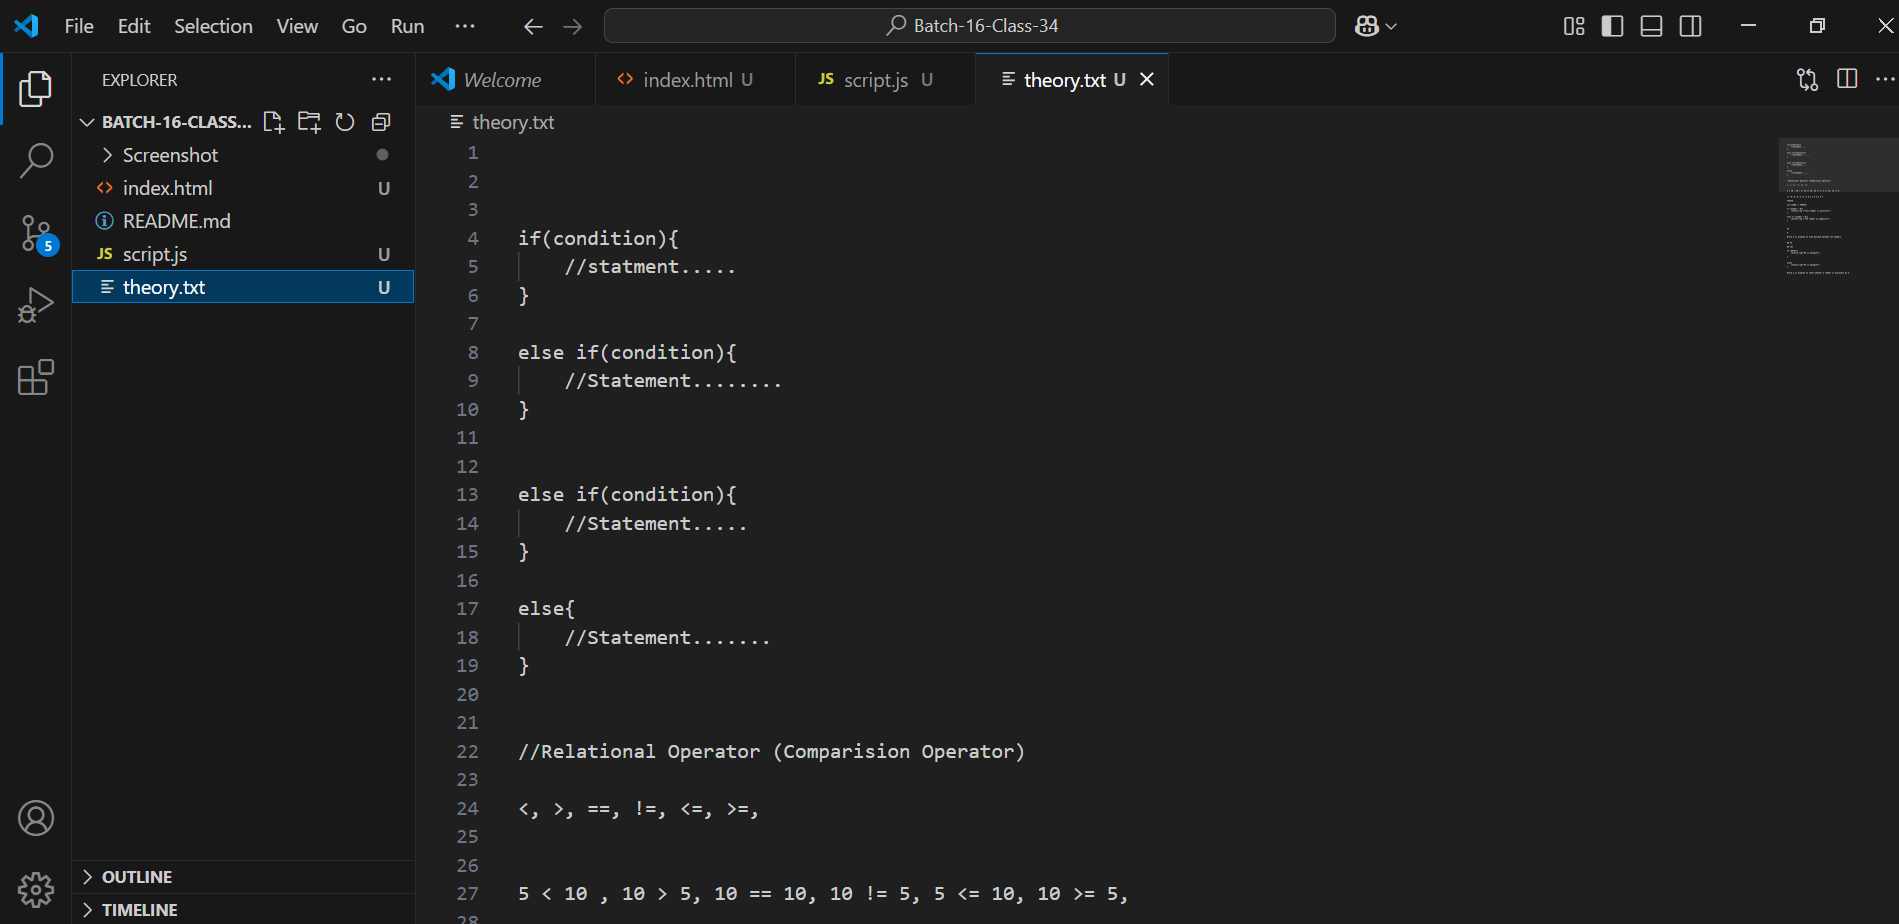 File Edit Selection View Go Run ...
Batch-16-Class-34
EXPLORER
BATCH-16-CLASS...
Screenshot
index.html U
README.md
JS script.js U
theory.txt U
5
OUTLINE
TIMELINE
Welcome
index.html U
JS script.js U
theory.txt U
theory.txt
1
2
3
4 if(condition){
5 //statment.....
6 }
7
8 else if(condition){
9 //Statement........
10 }
11
12
13 else if(condition){
14 //Statement.....
15 }
16
17 else{
18 //Statement.......
19 }
20
21
22 //Relational Operator (Comparision Operator)
23
24 <, >, ==, !=, <=, >=,
25
26
27 5 < 10 , 10 > 5, 10 == 10, 10 != 5, 5 <= 10, 10 >= 5,
28